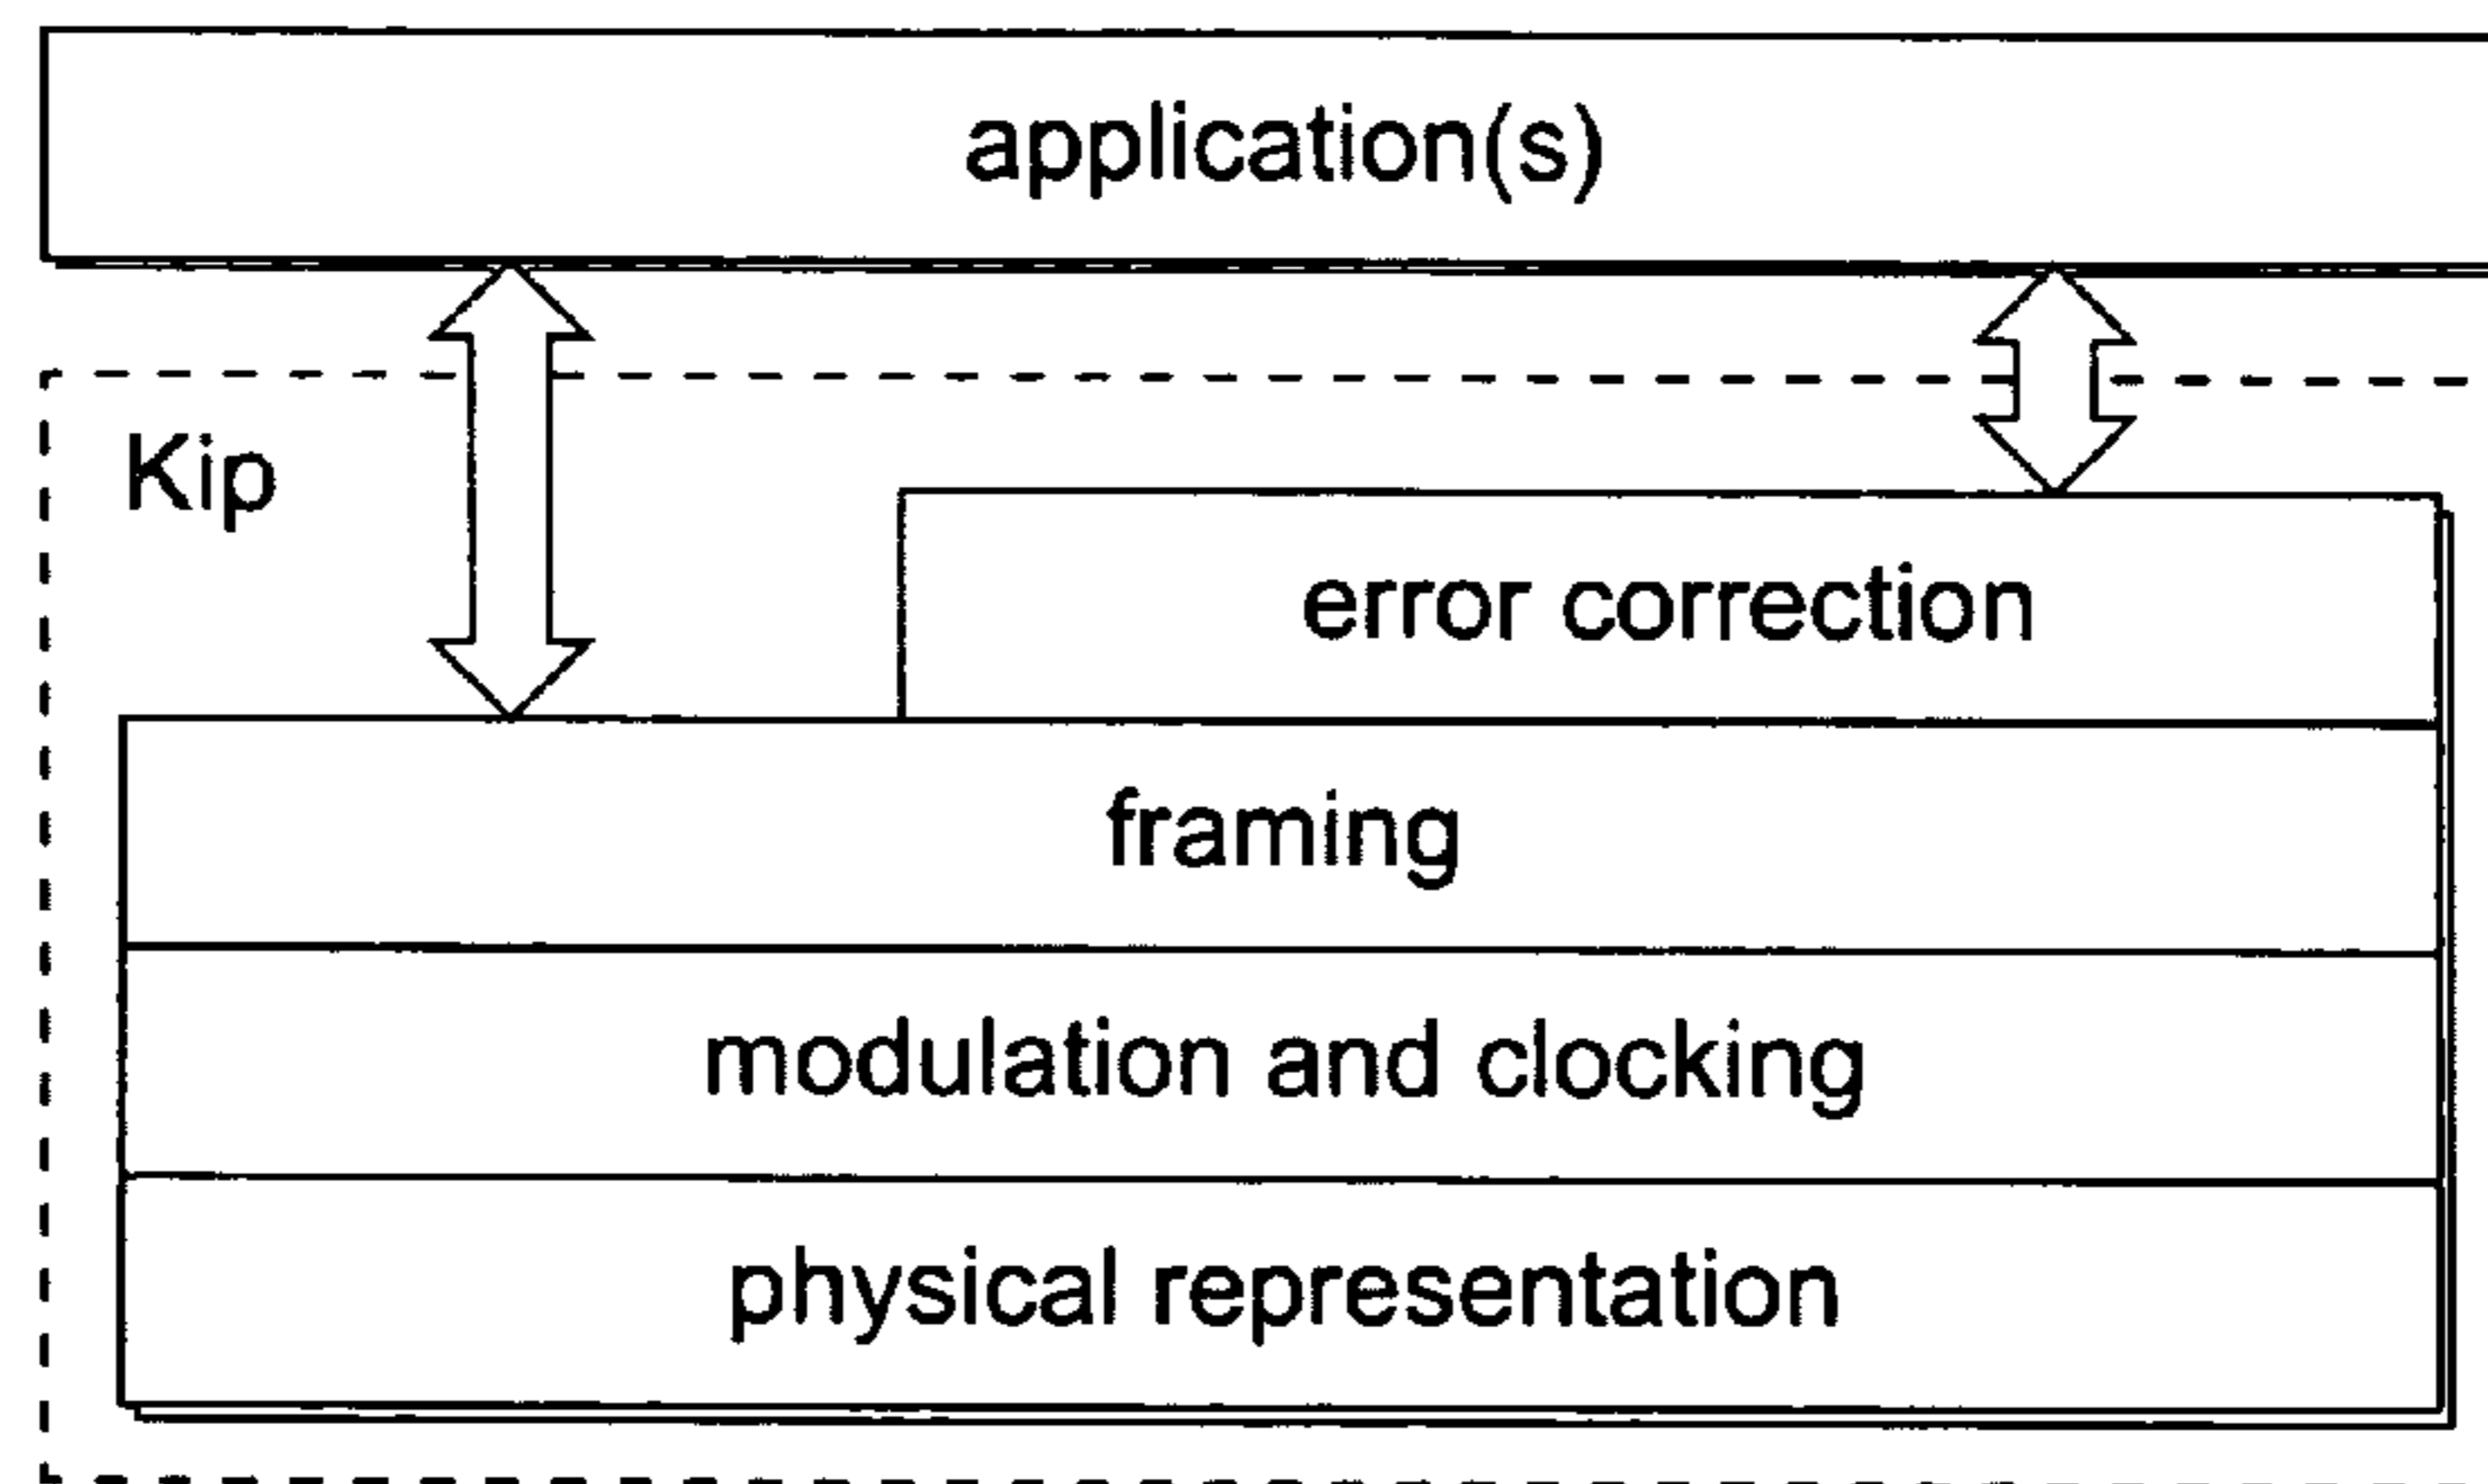 application(s)
Kip
error correction
framing
modulation and clocking
physical representation